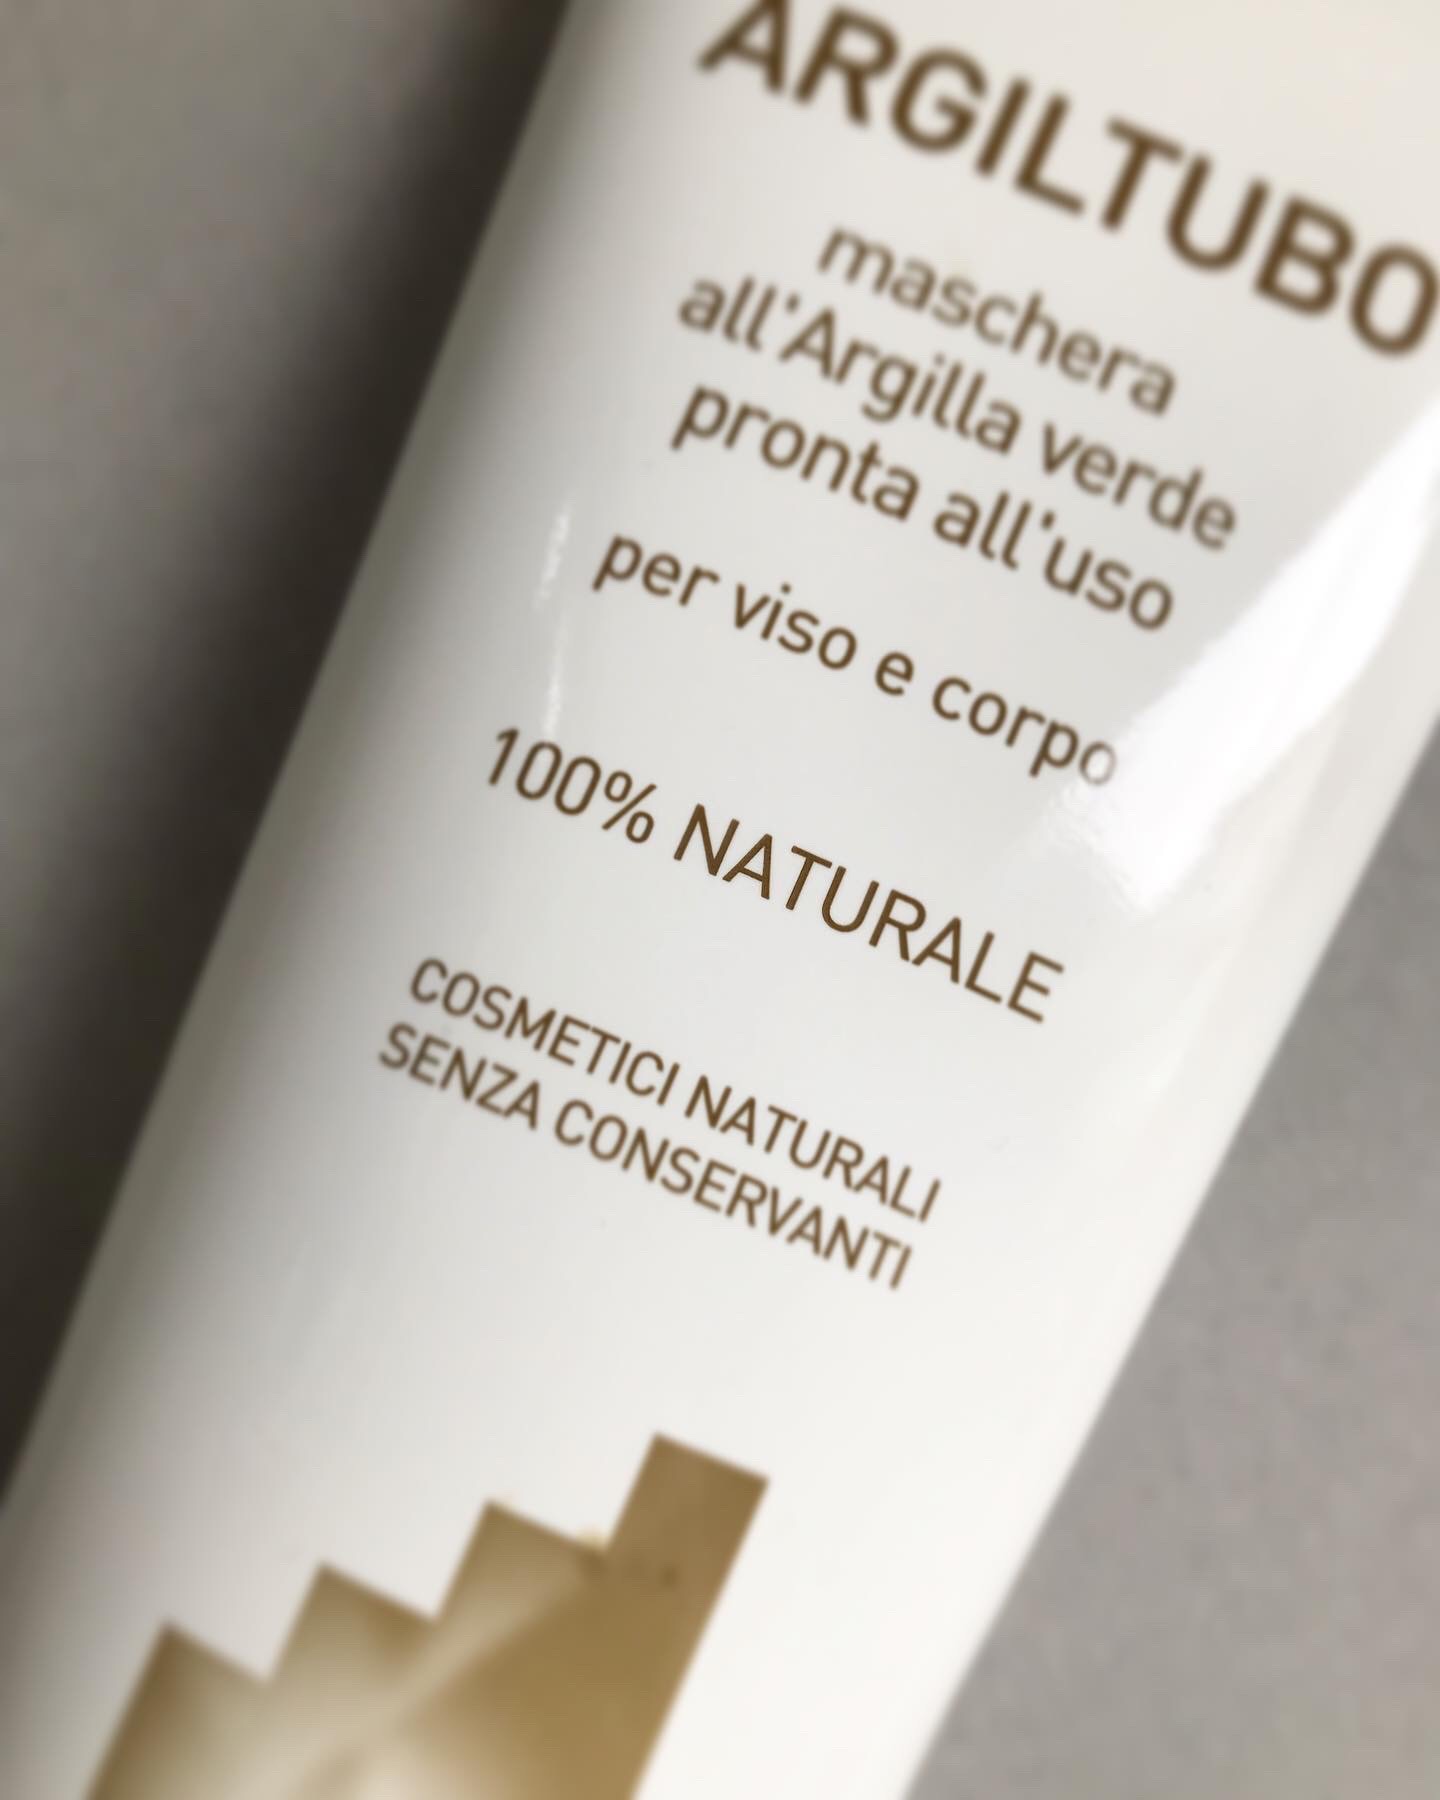 ARGILTUBO
maschera
all'Argilla verde
pronta all'uso
per viso e corpo
100% NATURALE
COSMETICI NATURALI
SENZA CONSERVANTI